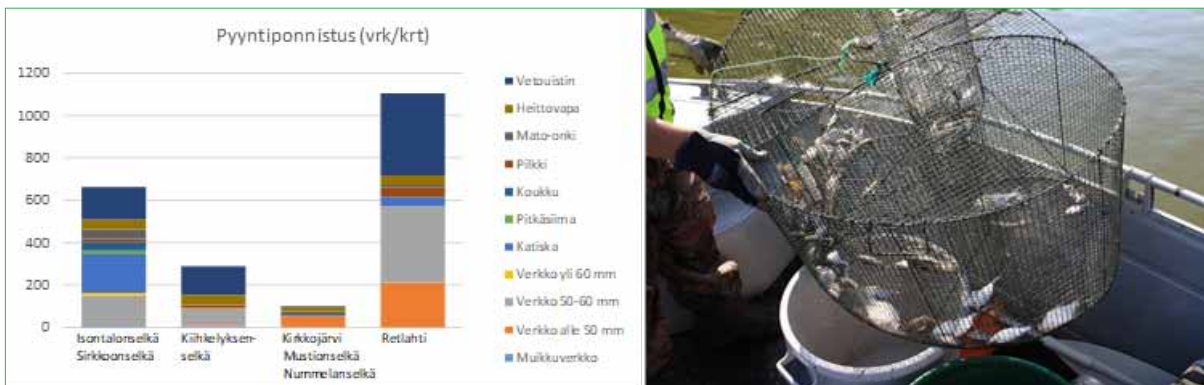 Pyyntiponnistus (vrk/krt)
1200
1000
800
600
400
200
0
Isontalonselkä
Sirkkoonselkä
Kiihkelyksen-
selkä
Kirkkojärvi
Mustionselkä
Nummelanselkä
Retlahti
Vetouistin
Heittovapa
Mato-onki
Pilkki
Koukku
Pitkäsiima
Katiska
Verkko yli 60 mm
Verkko 50-60 mm
Verkko alle 50 mm
Muikkuverkko